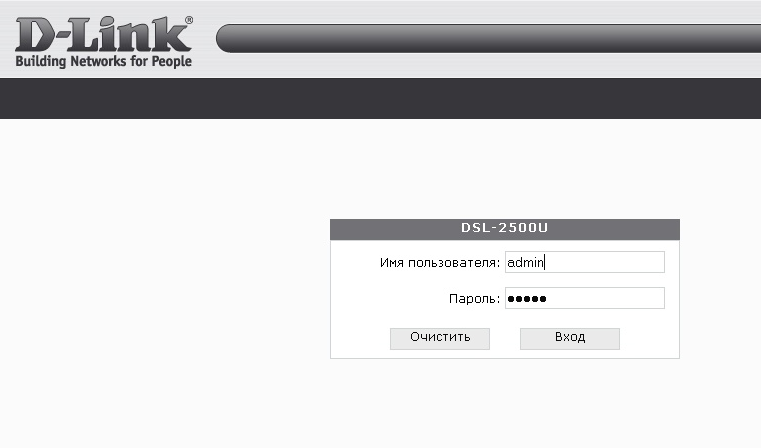 D-Link®
Building Networks for People
DSL-2500U
Имя пользователя: admin
Пароль: •••••
Очистить Вход